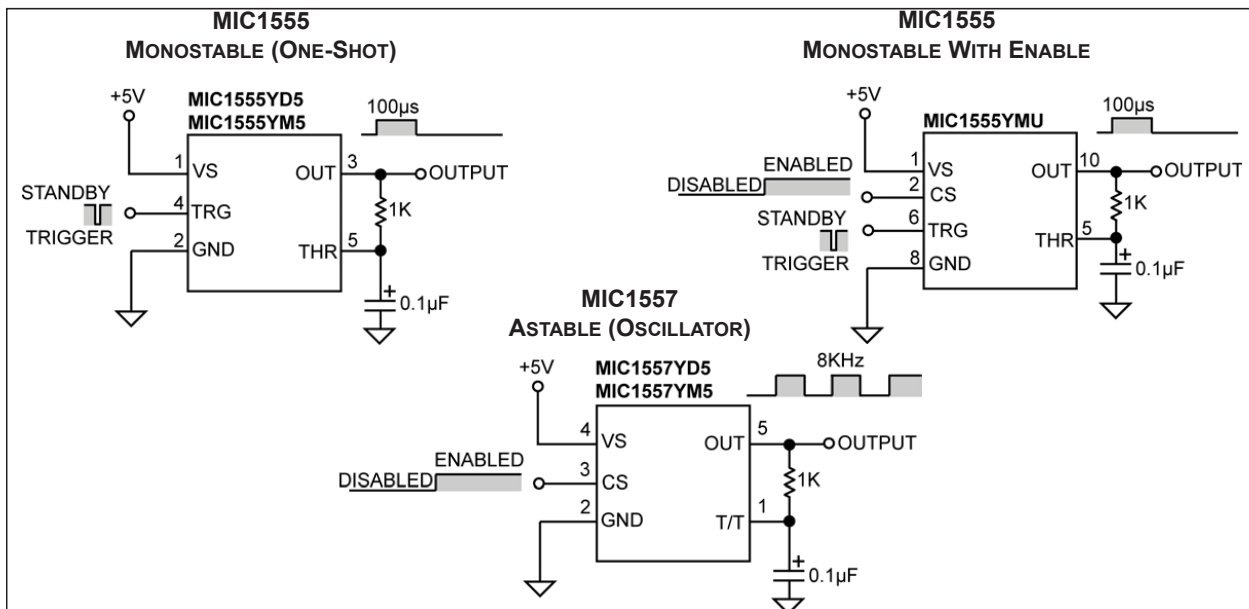 MIC1555
MONOSTABLE (ONE-SHOT)
+5V
MIC1555YD5
MIC1555YM5
100µs
1
VS
OUT
3
OUTPUT
STANDBY
4
TRG
1K
TRIGGER
2
GND
THR
5
+
0.1µF
MIC1555
MONOSTABLE WITH ENABLE
+5V
MIC1555YMU
100µs
1
VS
OUT
10
OUTPUT
ENABLED
DISABLED
2
CS
1K
STANDBY
6
TRG
THR
5
TRIGGER
8
GND
+
0.1µF
MIC1557
ASTABLE (OSCILLATOR)
+5V
MIC1557YD5
MIC1557YM5
8KHz
4
VS
OUT
5
OUTPUT
ENABLED
DISABLED
3
CS
1K
2
GND
T/T
1
+
0.1µF